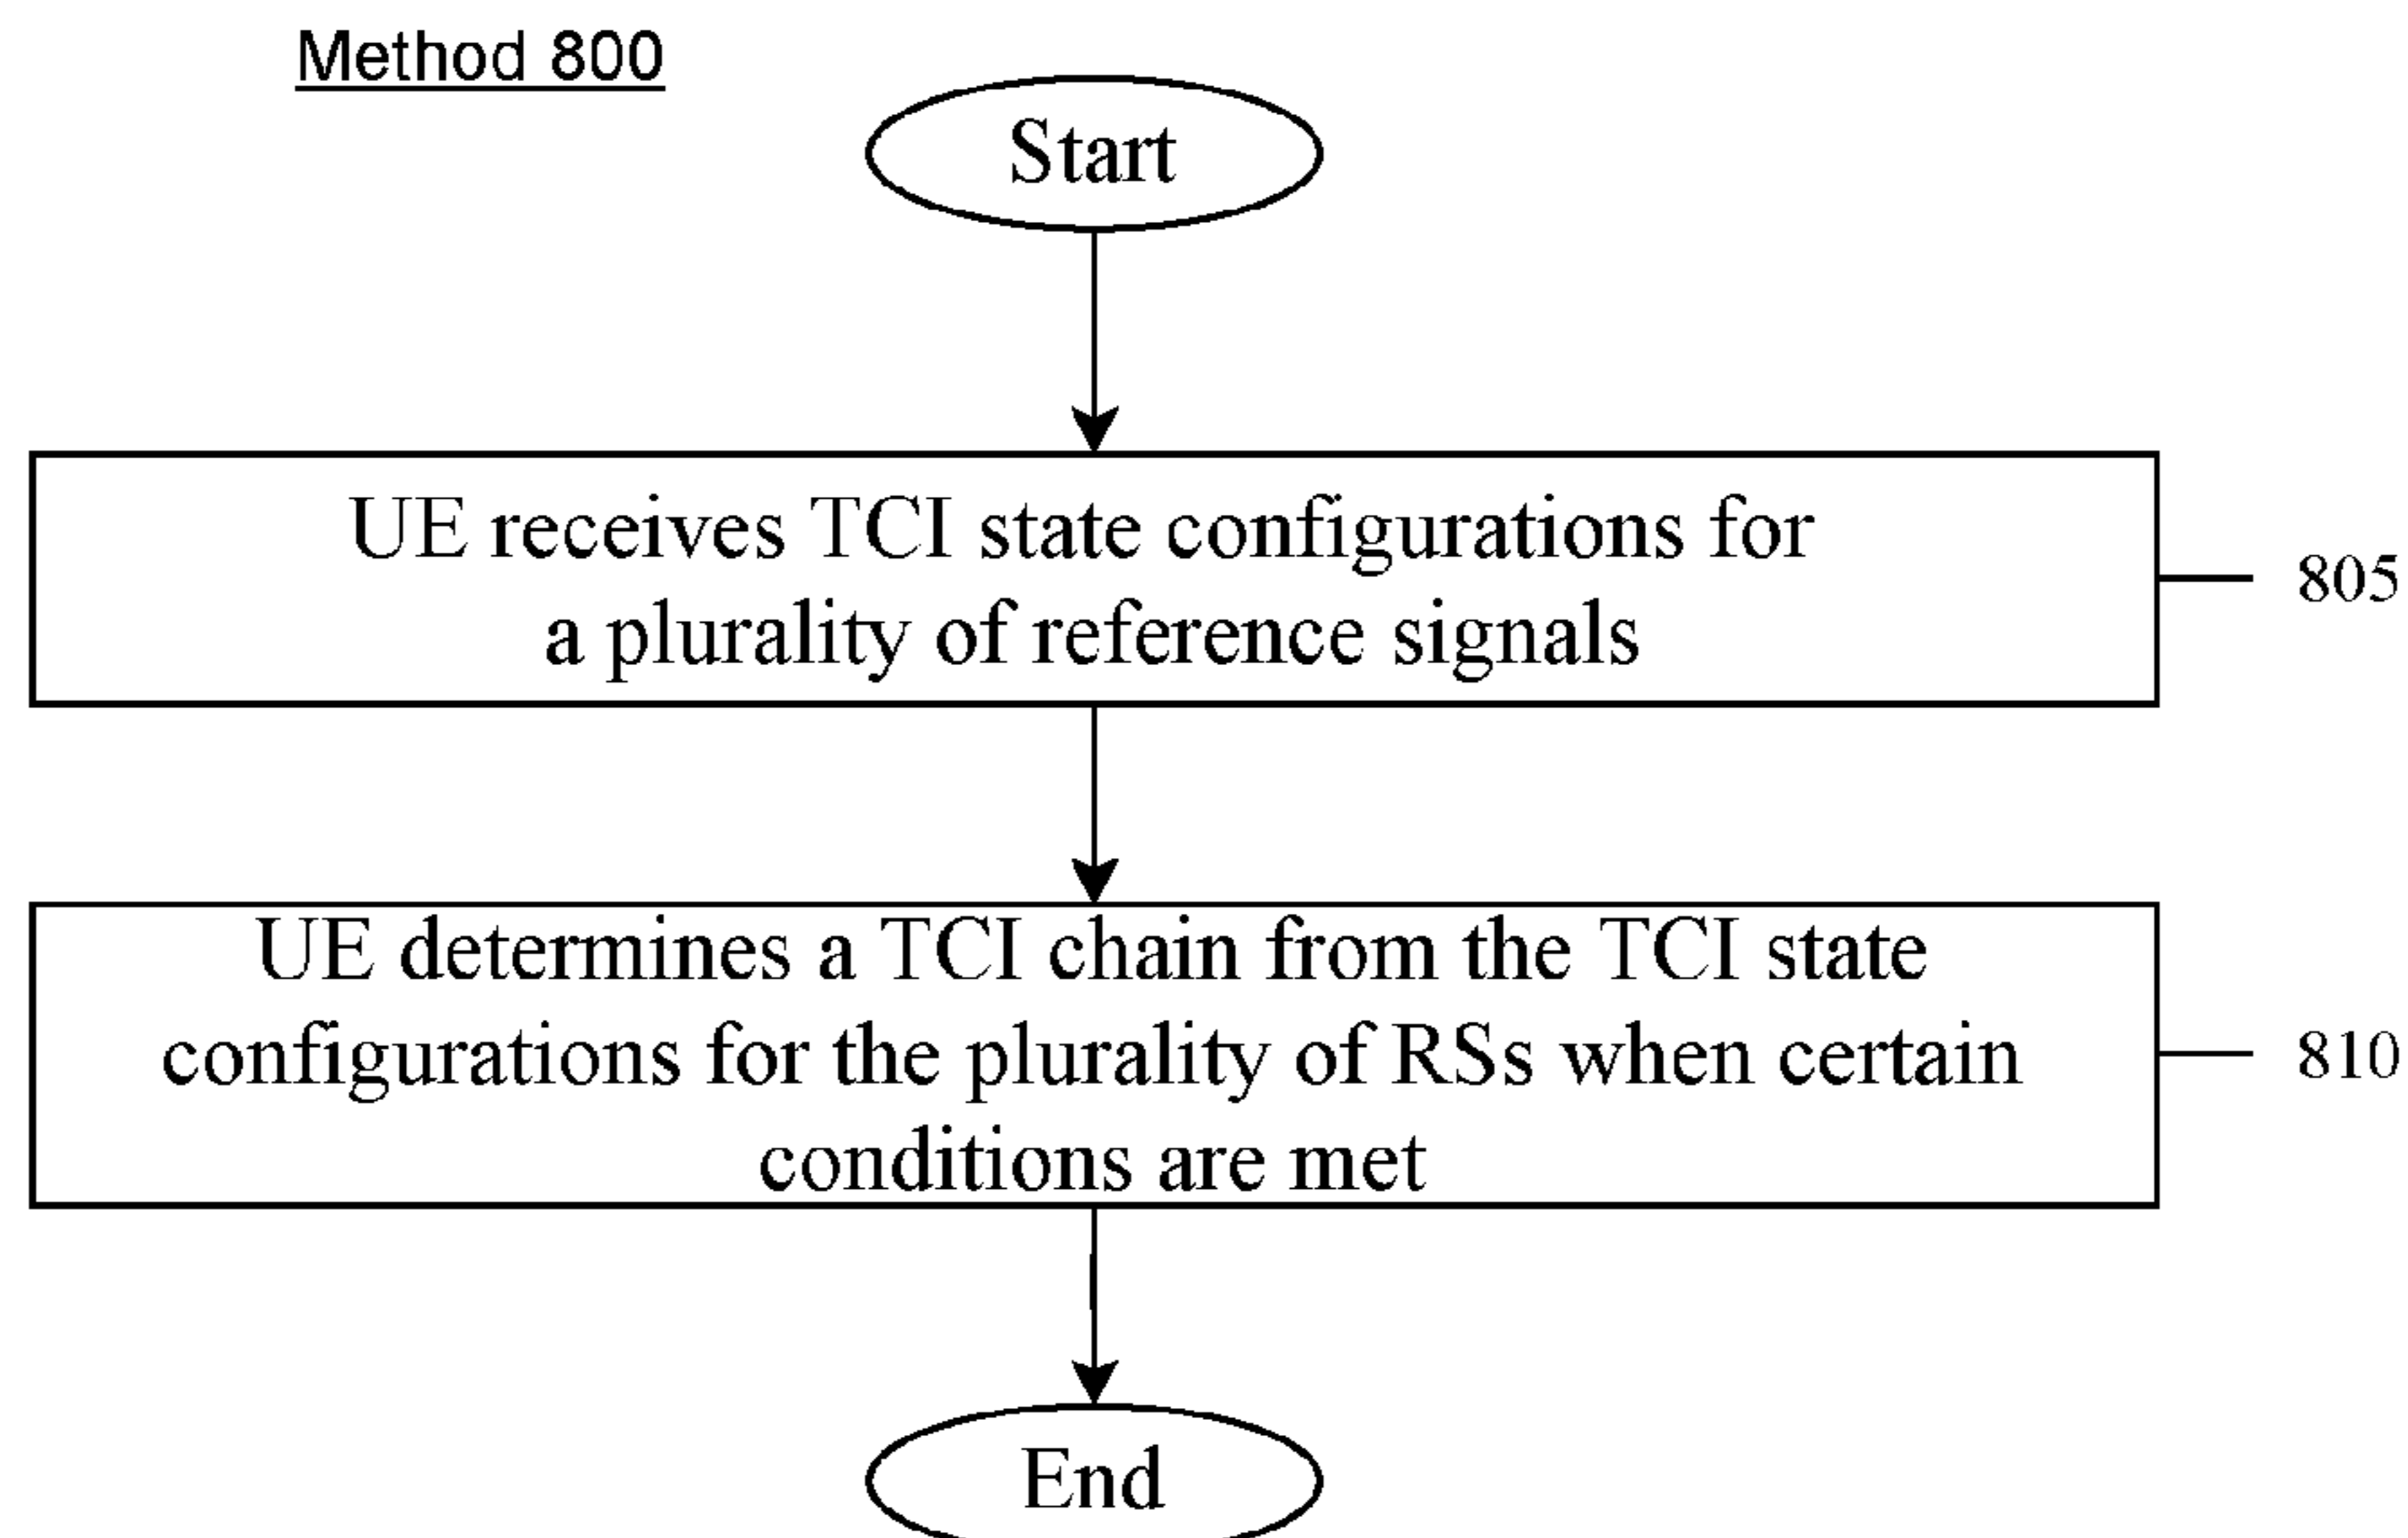 Method 800
Start
UE receives TCI state configurations for
a plurality of reference signals
805
UE determines a TCI chain from the TCI state
configurations for the plurality of RSs when certain
conditions are met
810
End